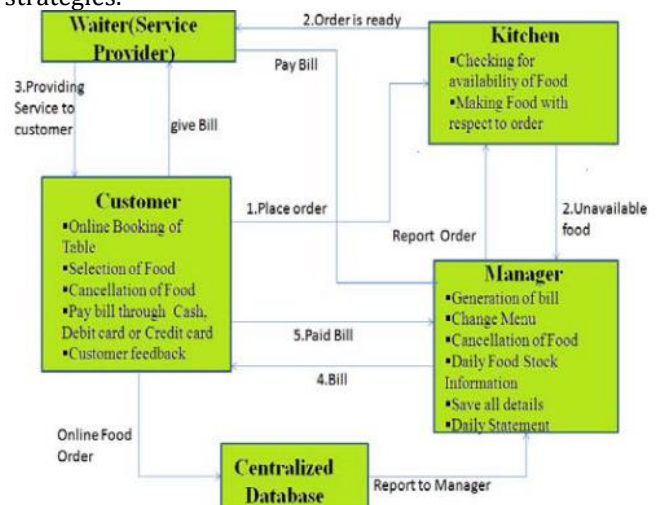 strategies.
Waiter(Service
Provider)
2.Order is ready
Kitchen
▪Checking for
availability of Food
▪Making Food with
respect to order
Pay Bill
3.Providing
Service to
customer
give Bill
Customer
▪Online Booking of
Table
▪Selection of Food
▪Cancellation of Food
▪Pay bill through Cash,
Debit card or Credit card
▪Customer feedback
1.Place order
Report Order
2.Unavailable
food
Manager
▪Generation of bill
▪Change Menu
▪Cancellation of Food
▪Daily Food Stock
Information
▪Save all details
▪Daily Statement
5.Paid Bill
4.Bill
Online Food
Order
Centralized
Database
Report to Manager